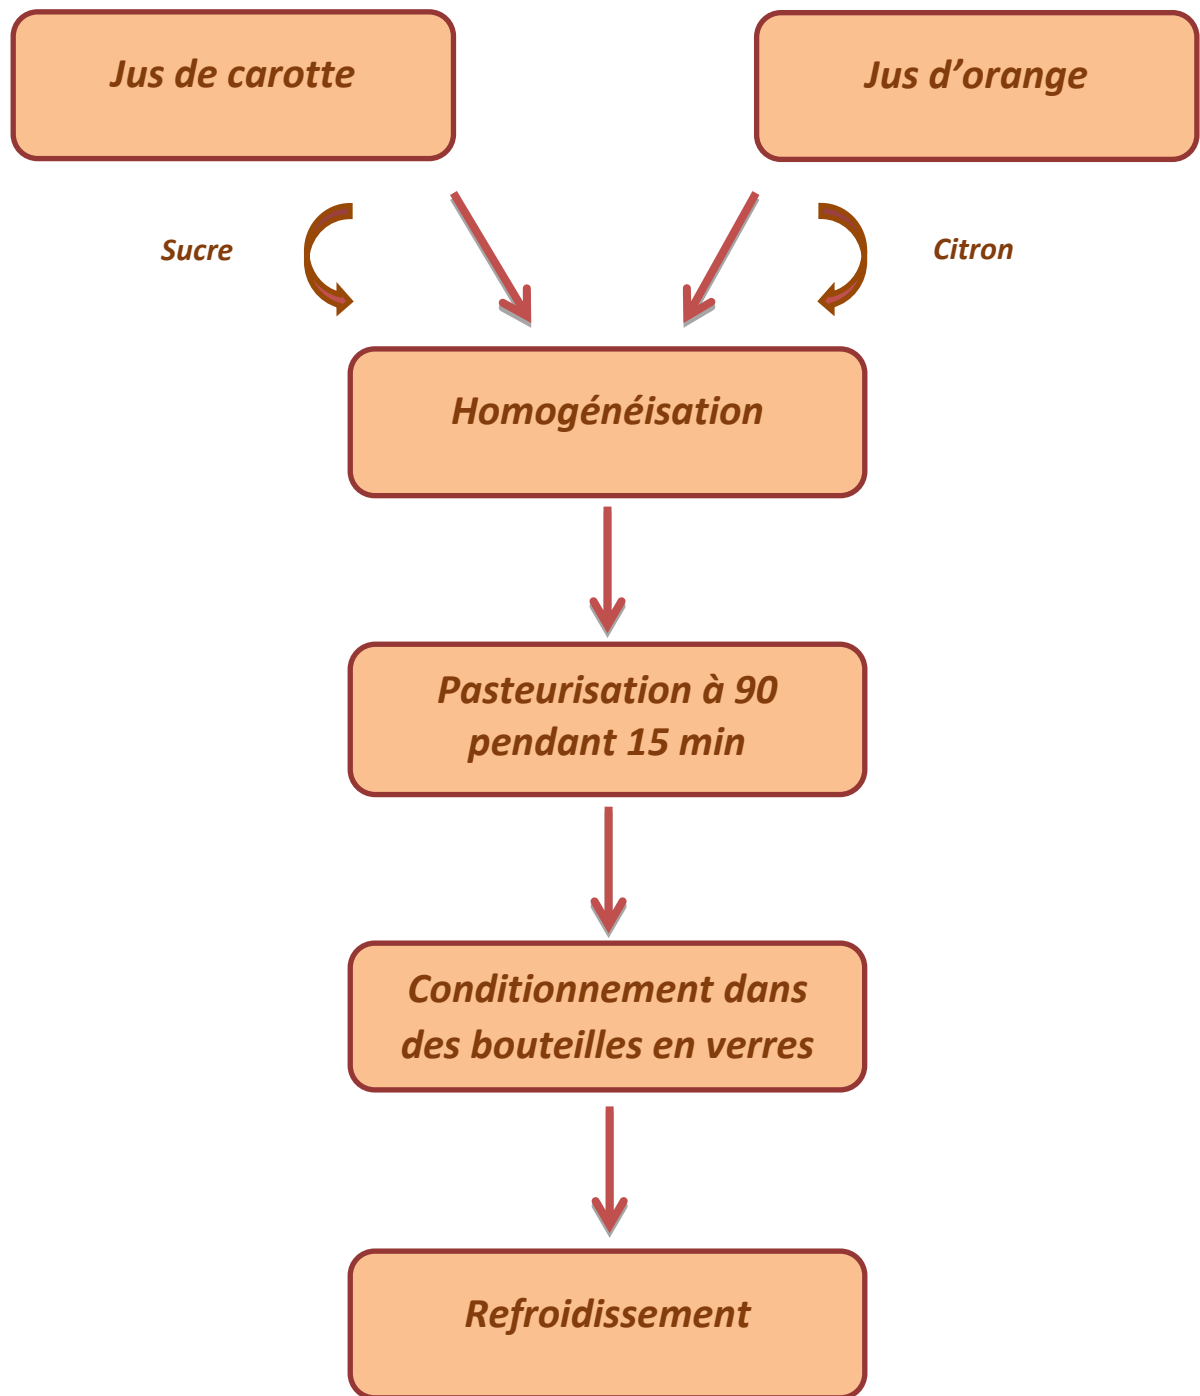 Jus de carotte
Jus d’orange
Sucre
Citron
Homogénéisation
Pasteurisation à 90
pendant 15 min
Conditionnement dans
des bouteilles en verres
Refroidissement